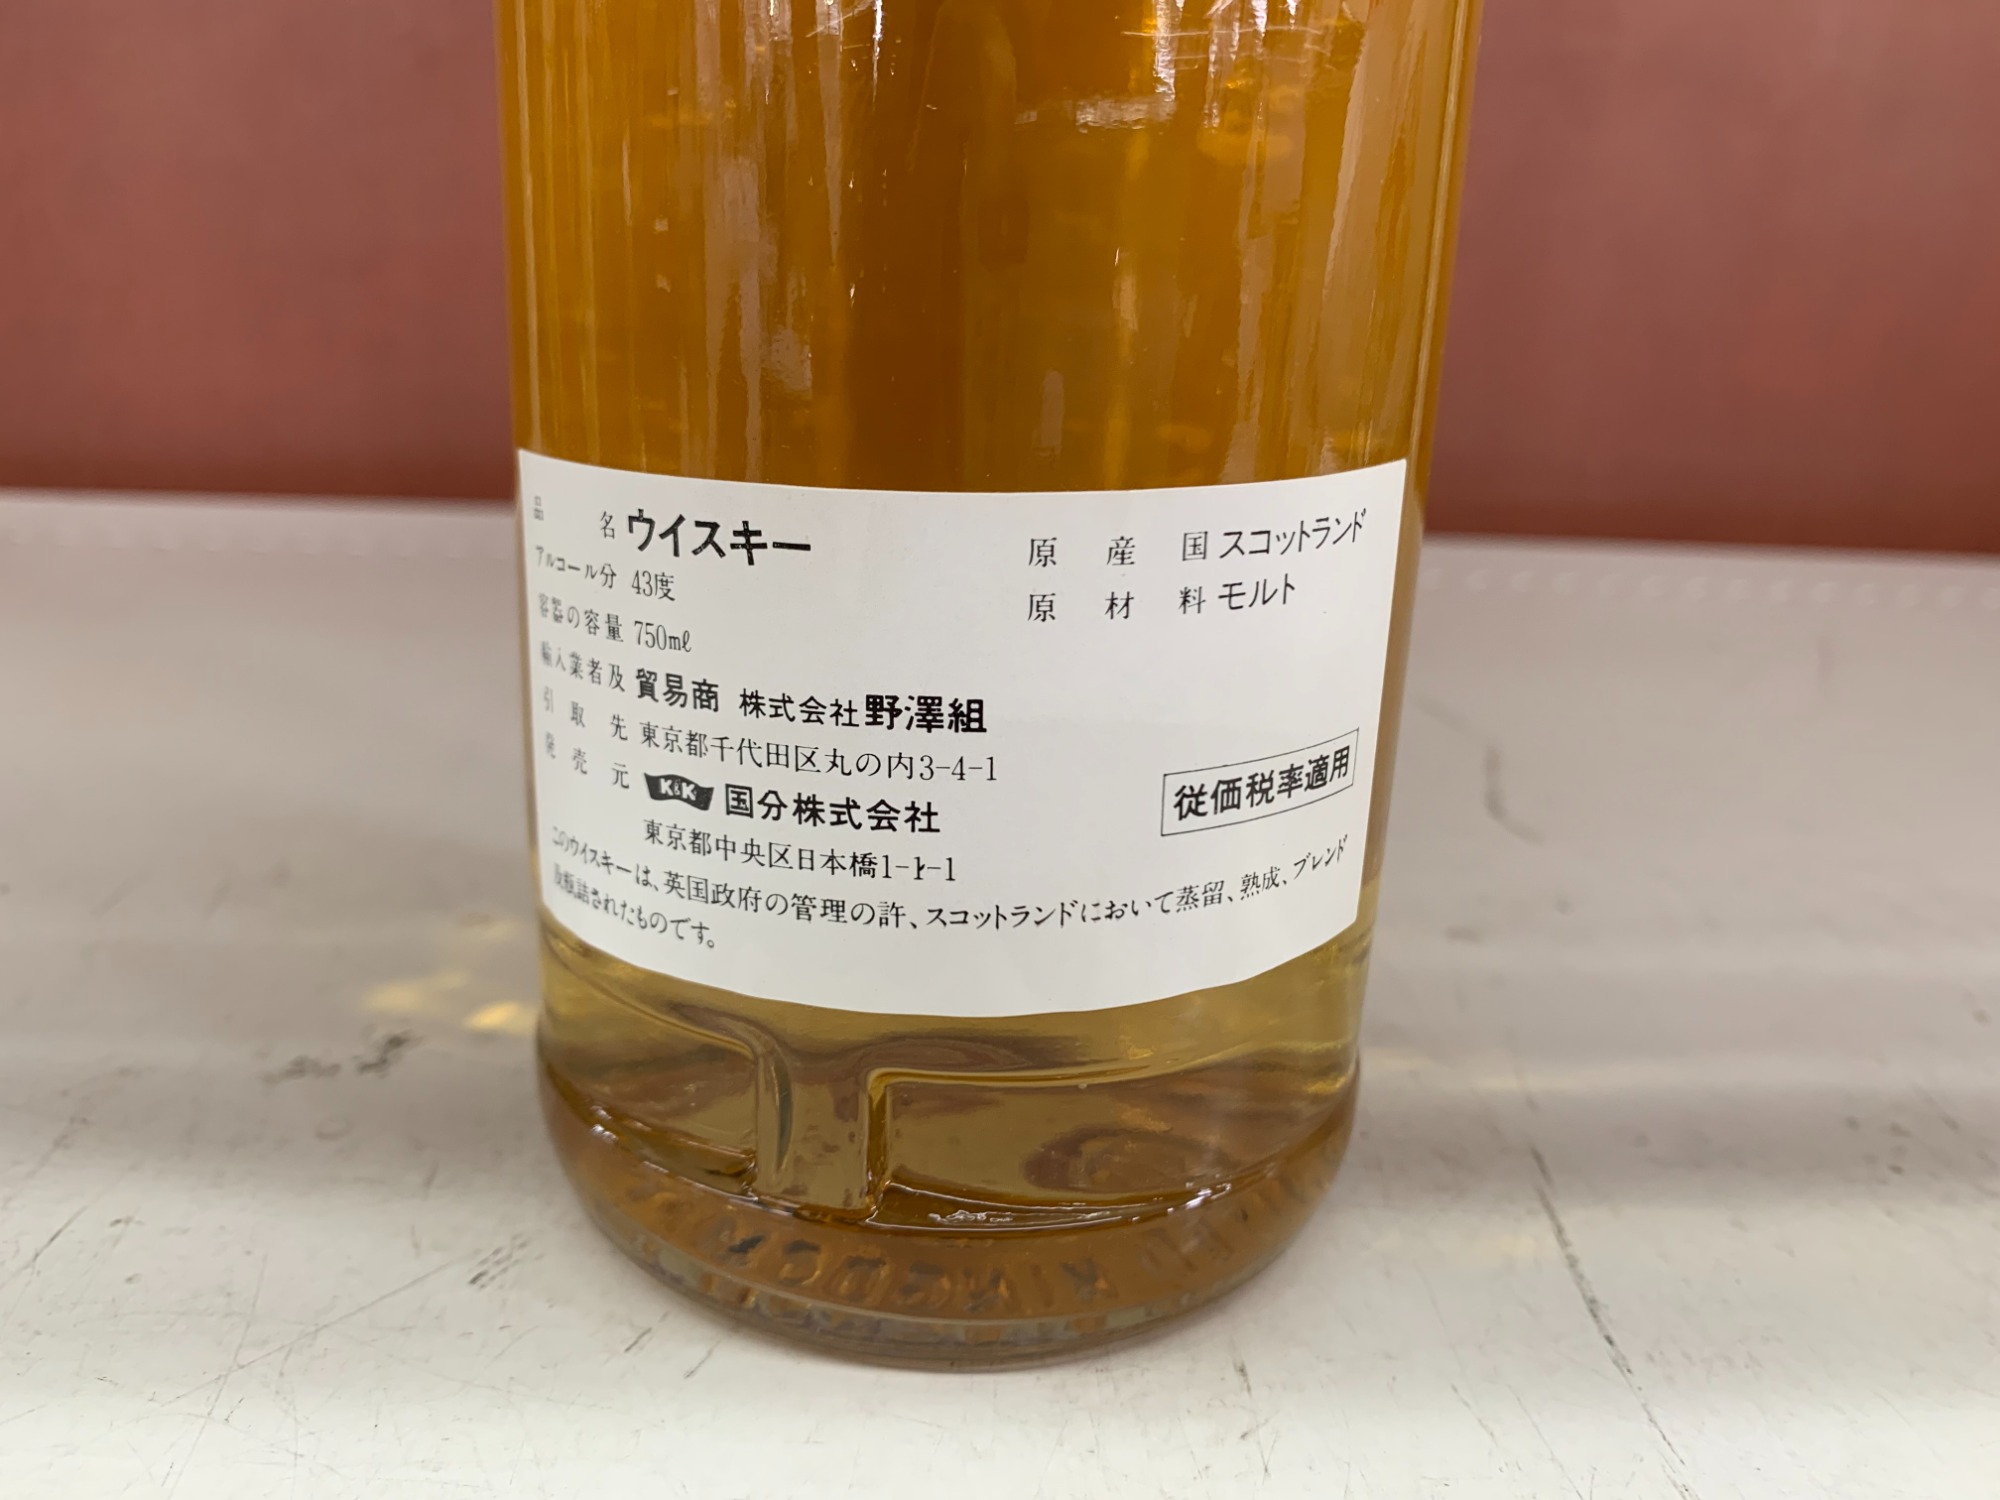 品名 ウイスキー
原産国 スコットランド
アルコール分 43度
原材料 モルト
容器の容量 750mℓ
輸入業者及 貿易商 株式会社野澤組
引取先 東京都千代田区丸の内3-4-1
発売元 K&K 国分株式会社
従価税率適用
東京都中央区日本橋1-1-1
このウイスキーは、英国政府の管理の許、スコットランドにおいて蒸留、熟成、ブレンド
及瓶詰されたものです。